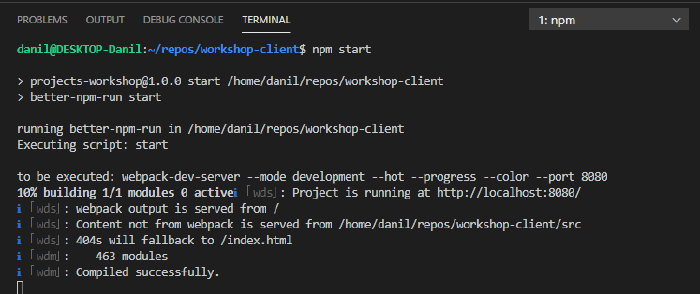 PROBLEMS OUTPUT DEBUG CONSOLE TERMINAL 1: npm
danil@DESKTOP-Danil:~/repos/workshop-client$ npm start
> projects-workshop@1.0.0 start /home/danil/repos/workshop-client
> better-npm-run start
running better-npm-run in /home/danil/repos/workshop-client
Executing script: start
to be executed: webpack-dev-server --mode development --hot --progress --color --port 8080
10% building 1/1 modules 0 activeℹ ｢wds｣: Project is running at http://localhost:8080/
ℹ ｢wds｣: webpack output is served from /
ℹ ｢wds｣: Content not from webpack is served from /home/danil/repos/workshop-client/src
ℹ ｢wds｣: 404s will fallback to /index.html
ℹ ｢wdm｣: 463 modules
ℹ ｢wdm｣: Compiled successfully.